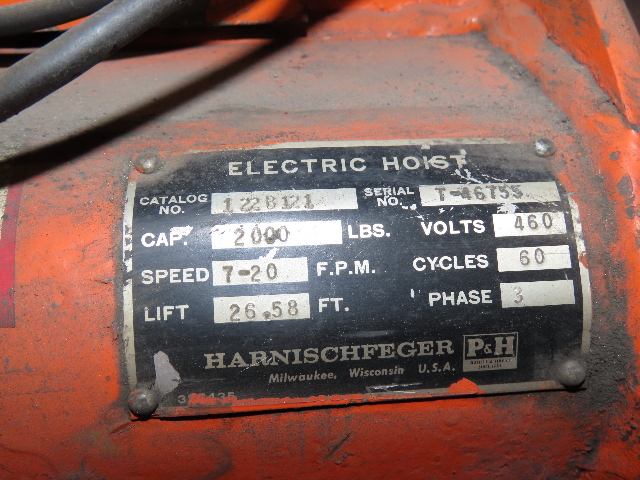 ELECTRIC HOIST
CATALOG NO. 122B121 SERIAL NO. T-46755
CAP. 2000 LBS. VOLTS 460
SPEED 7-20 F.P.M. CYCLES 60
LIFT 26.58 FT. PHASE 3
HARNISCHFEGER P&H
Milwaukee, Wisconsin U.S.A.